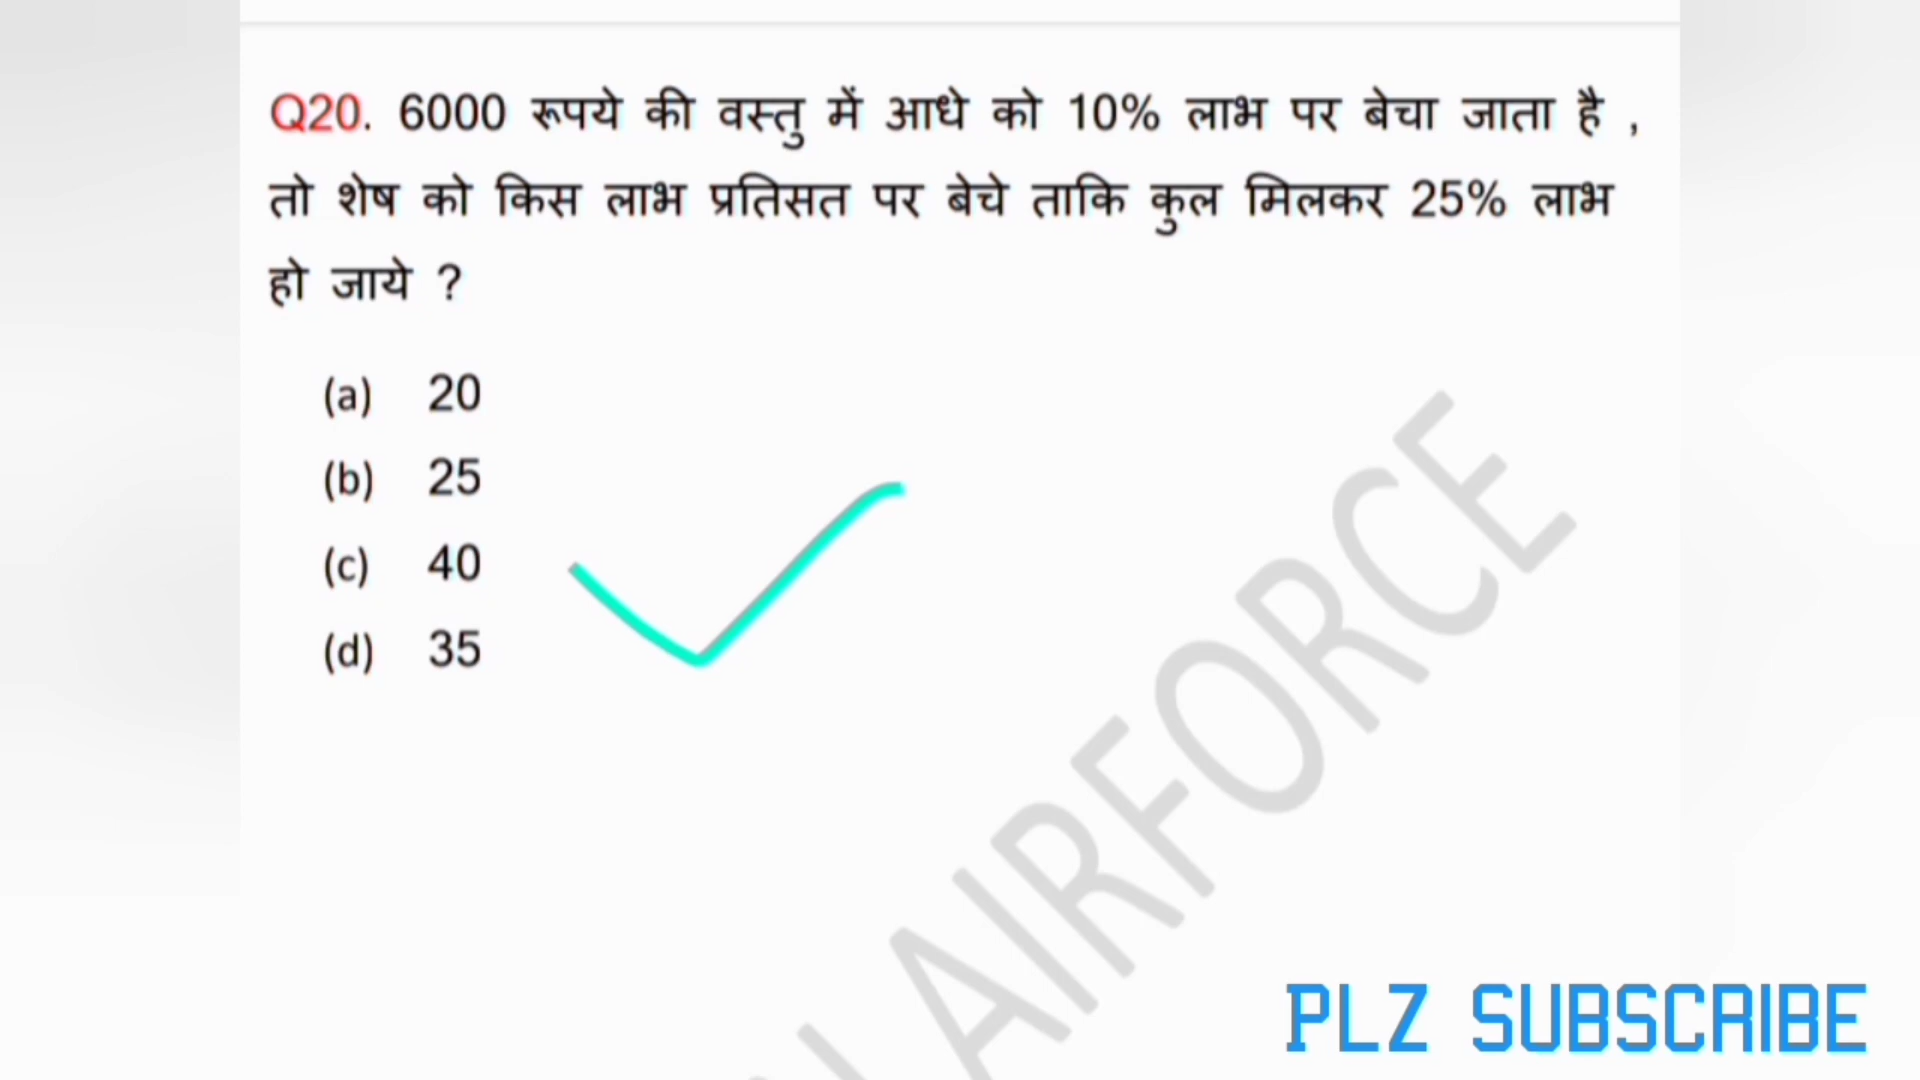 Q20. 6000 रूपये की वस्तु में आधे को 10% लाभ पर बेचा जाता है ,
तो शेष को किस लाभ प्रतिसत पर बेचे ताकि कुल मिलकर 25% लाभ
हो जाये ?
(a) 20
(b) 25
(c) 40
(d) 35
AIRFORCE
PLZ SUBSCRIBE